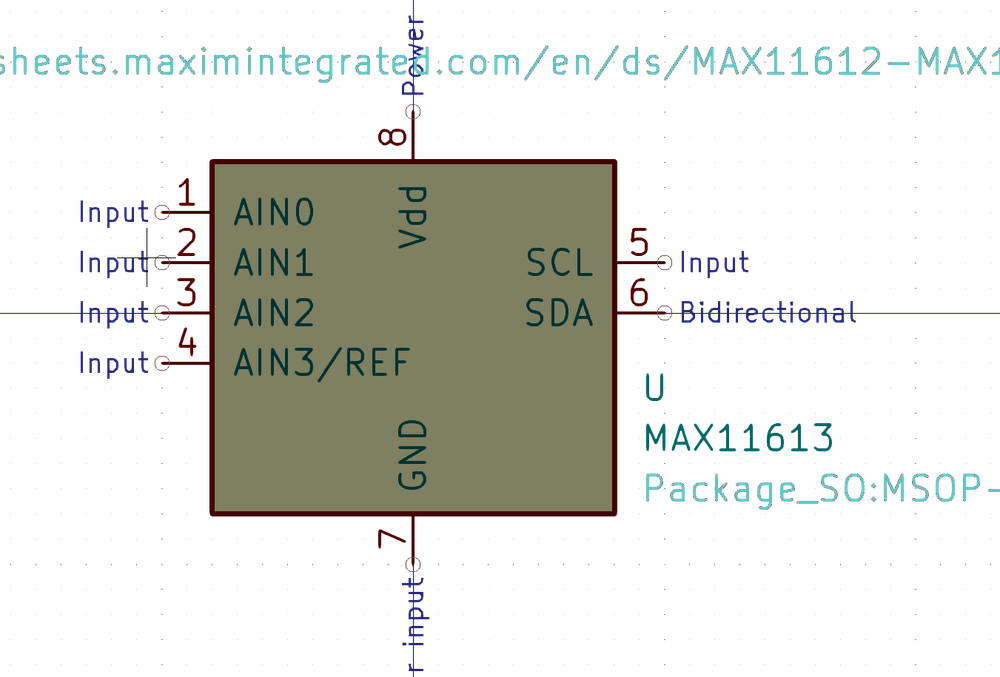 sheets.maximintegrated.com/en/ds/MAX11612-MAX1
Power
8
Vdd
Input 1 AIN0
Input 2 AIN1
Input 3 AIN2
Input 4 AIN3/REF
SCL 5 Input
SDA 6 Bidirectional
GND
7
r input
U
MAX11613
Package_SO:MSOP-